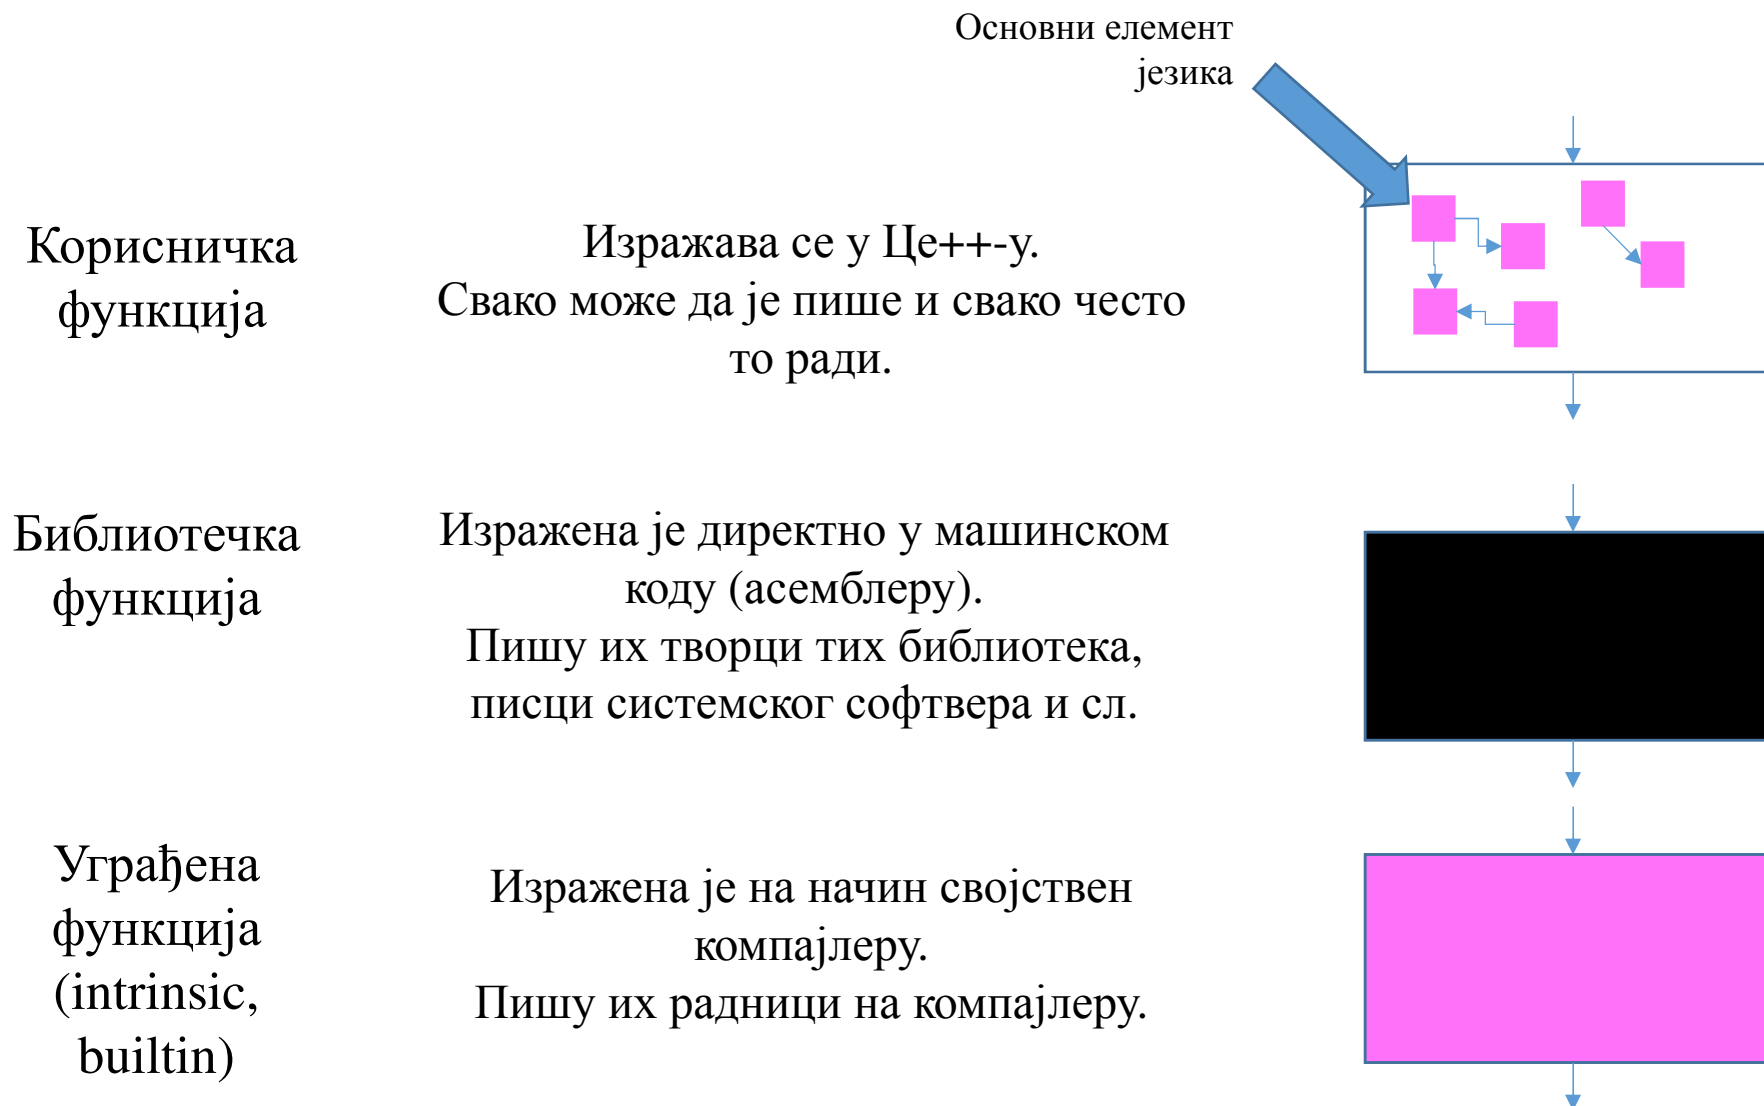 Основни елемент
језика
Корисничка
функција
Изражава се у Це++-у.
Свако може да је пише и свако често
то ради.
Библиотечка
функција
Изражена је директно у машинском
коду (асемблеру).
Пишу их творци тих библиотека,
писци системског софтвера и сл.
Уграђена
функција
(intrinsic,
builtin)
Изражена је на начин својствен
компајлеру.
Пишу их радници на компајлеру.